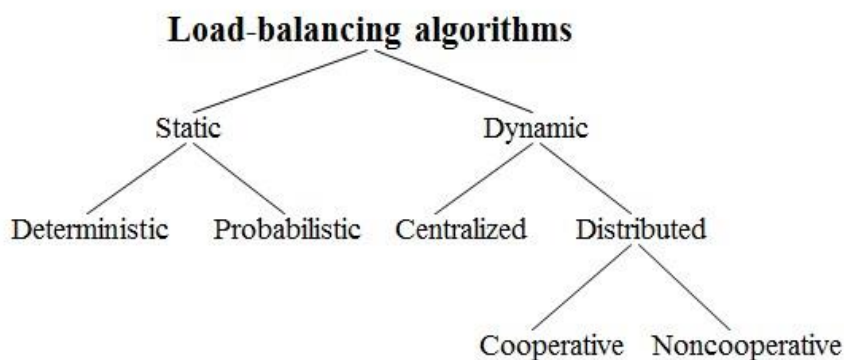 Load-balancing algorithms
Static Dynamic
Deterministic Probabilistic Centralized Distributed
Cooperative Noncooperative